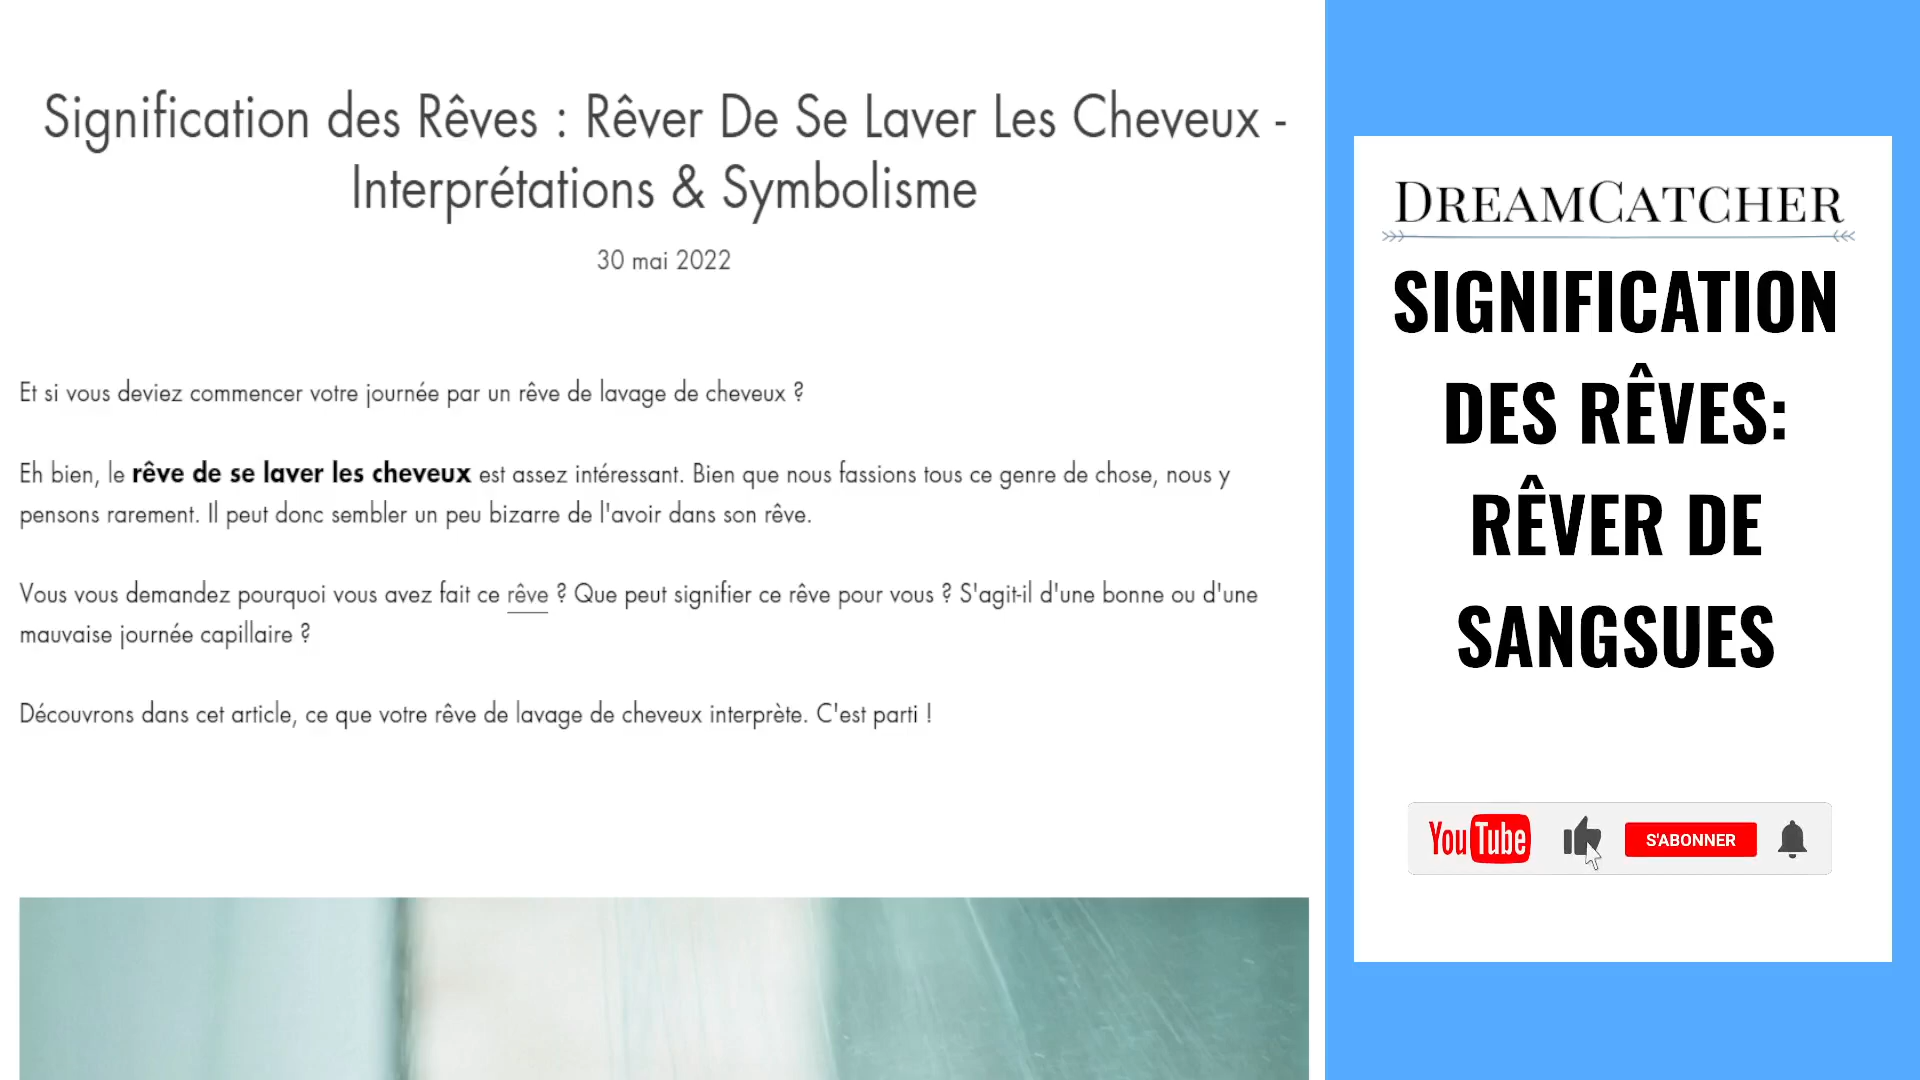 Signification des Rêves : Rêver De Se Laver Les Cheveux -
Interprétations & Symbolisme
30 mai 2022
Et si vous deviez commencer votre journée par un rêve de lavage de cheveux ?
Eh bien, le rêve de se laver les cheveux est assez intéressant. Bien que nous fassions tous ce genre de chose, nous y
pensons rarement. Il peut donc sembler un peu bizarre de l'avoir dans son rêve.
Vous vous demandez pourquoi vous avez fait ce rêve ? Que peut signifier ce rêve pour vous ? S'agit-il d'une bonne ou d'une
mauvaise journée capillaire ?
Découvrons dans cet article, ce que votre rêve de lavage de cheveux interprète. C'est parti !
DREAMCATCHER
SIGNIFICATION
DES RÊVES:
RÊVER DE
SANGSUES
YouTube
S'ABONNER